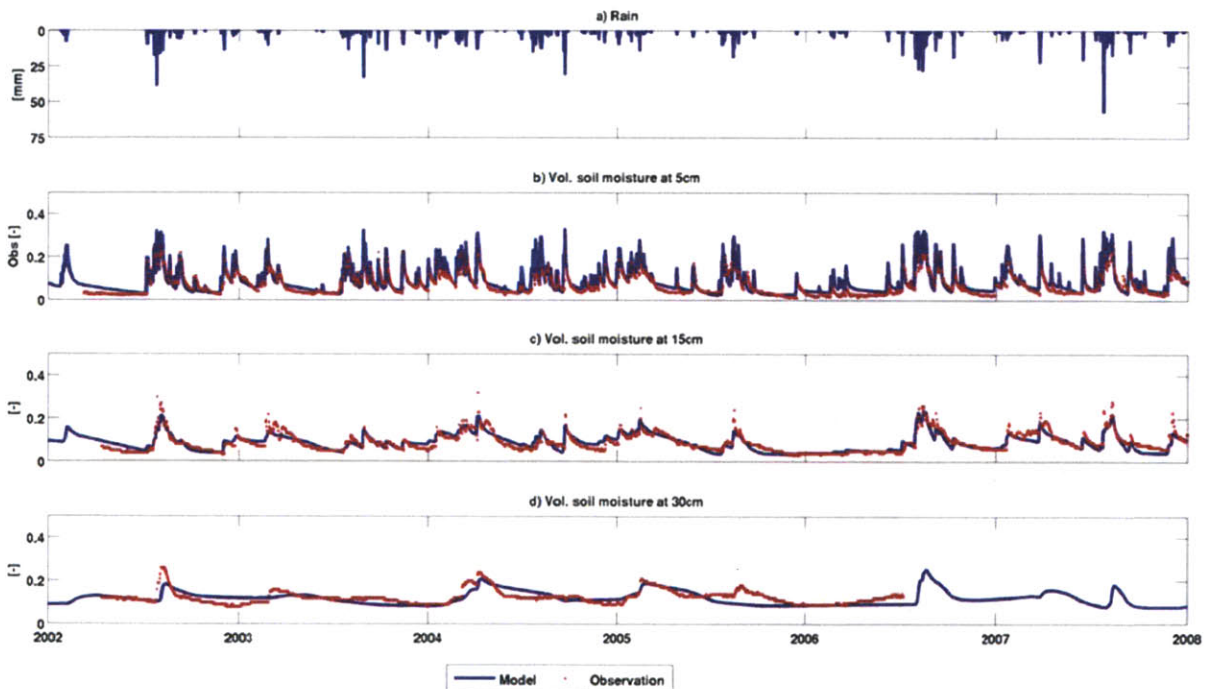 a) Rain
0
25
50
75
[mm]
b) Vol. soil moisture at 5cm
0.4
0.2
0
Obs [-]
c) Vol. soil moisture at 15cm
0.4
0.2
0
[-]
d) Vol. soil moisture at 30cm
0.4
0.2
0
[-]
2002 2003 2004 2005 2006 2007 2008
Model Observation